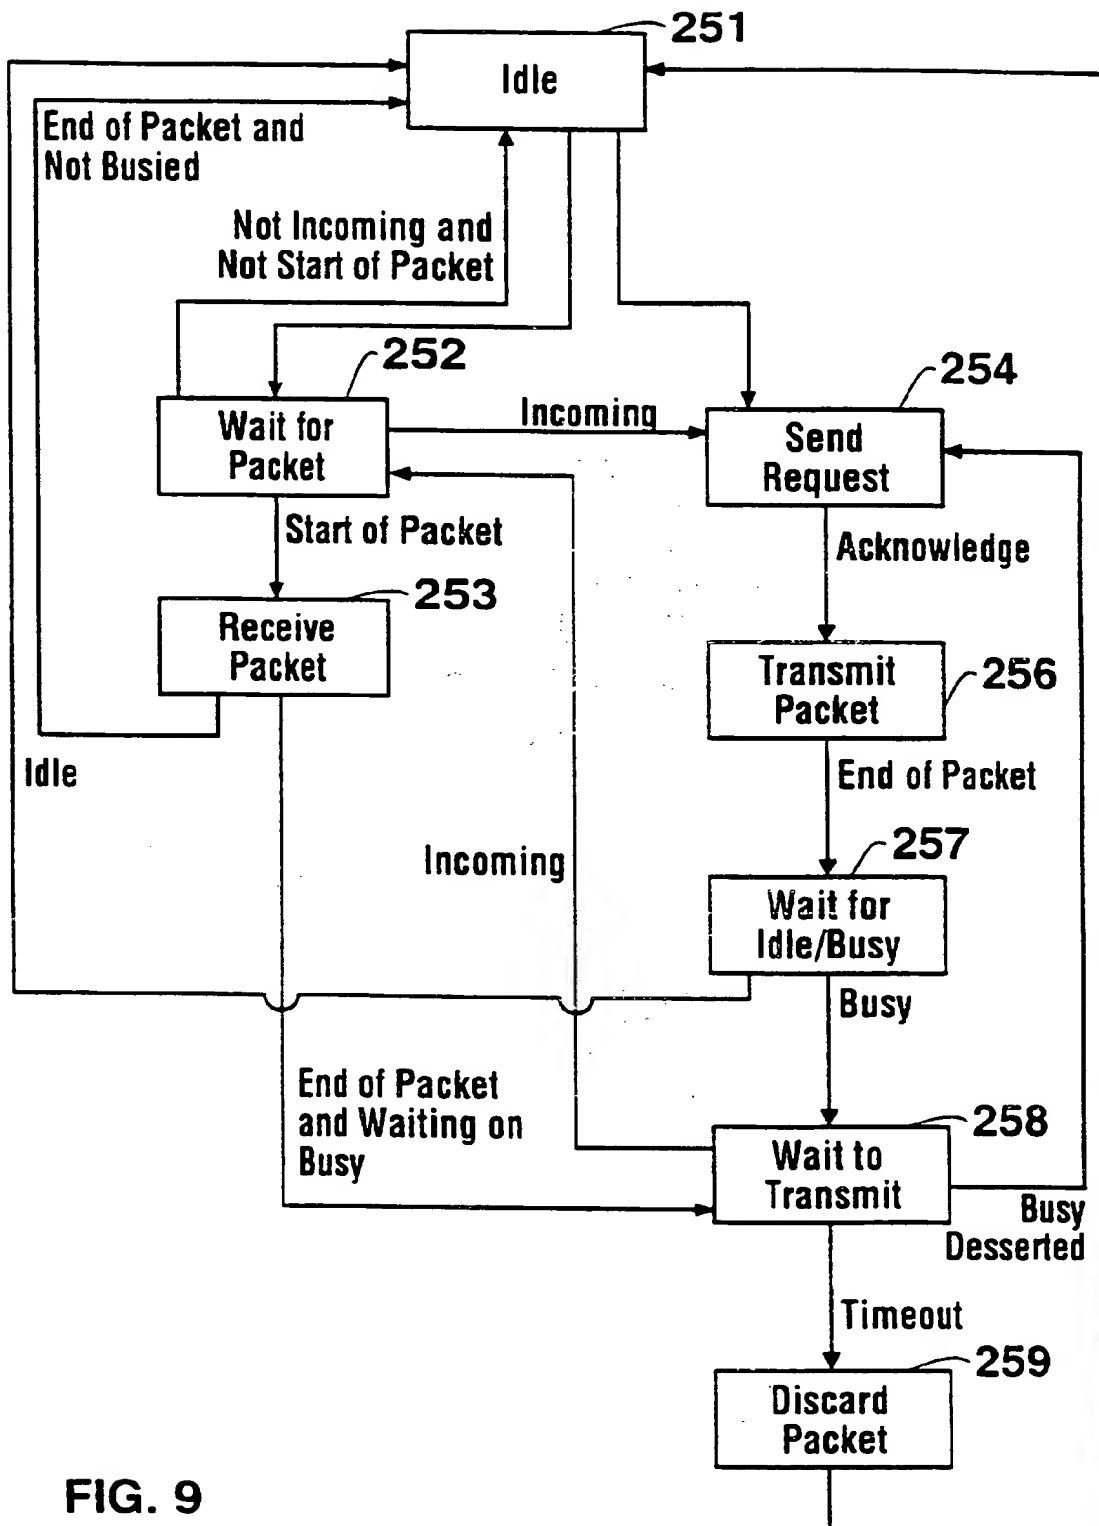 251
Idle
End of Packet and
Not Busied
Not Incoming and
Not Start of Packet
252
254
Wait for
Packet
Incoming
Send
Request
Start of Packet
Acknowledge
253
Receive
Packet
256
Transmit
Packet
Idle
End of Packet
257
Incoming
Wait for
Idle/Busy
Busy
End of Packet
and Waiting on
Busy
258
Wait to
Transmit
Busy
Desserted
Timeout
259
Discard
Packet
FIG. 9